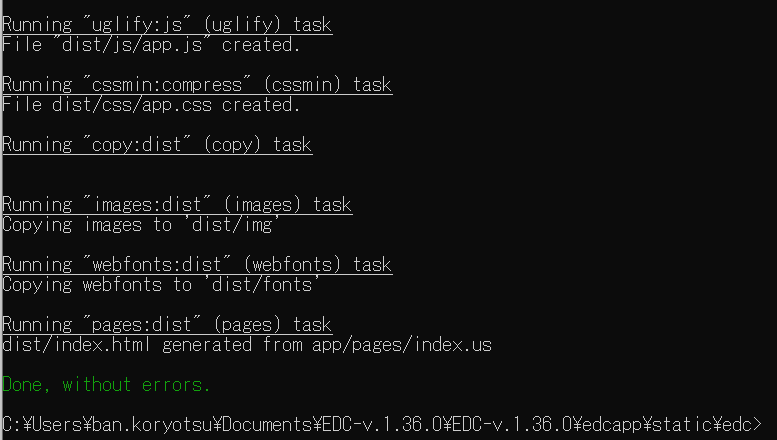 Running "uglify:js" (uglify) task
File "dist/js/app.js" created.
Running "cssmin:compress" (cssmin) task
File dist/css/app.css created.
Running "copy:dist" (copy) task
Running "images:dist" (images) task
Copying images to 'dist/img'
Running "webfonts:dist" (webfonts) task
Copying webfonts to 'dist/fonts'
Running "pages:dist" (pages) task
dist/index.html generated from app/pages/index.us
Done, without errors.
C:¥Users¥ban.koryotsu¥Documents¥EDC-v.1.36.0¥EDC-v.1.36.0¥edcapp¥static¥edc>